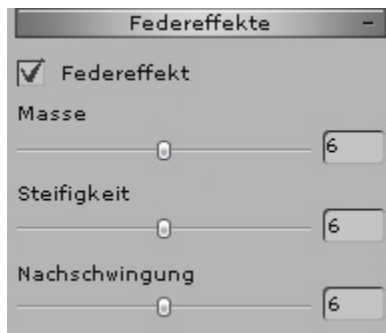 Federeffekte -
Federeffekt
Masse
6
Steifigkeit
6
Nachschwingung
6